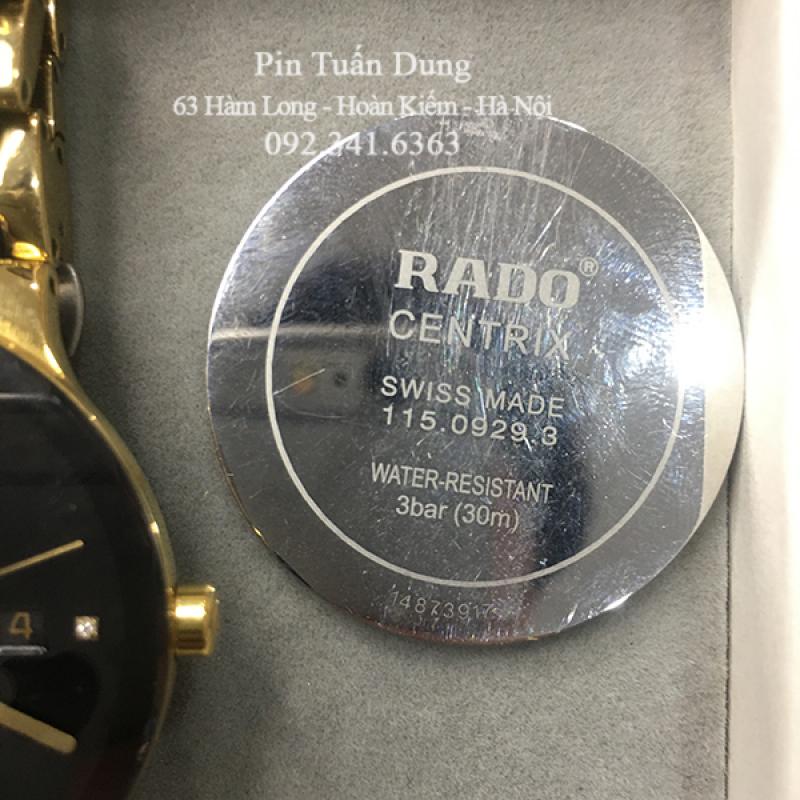 Pin Tuấn Dung
63 Hàm Long - Hoàn Kiếm - Hà Nội
092.341.6363
RADO®
CENTRIX
SWISS MADE
115.0929.3
WATER-RESISTANT
3bar (30m)
14873917
4